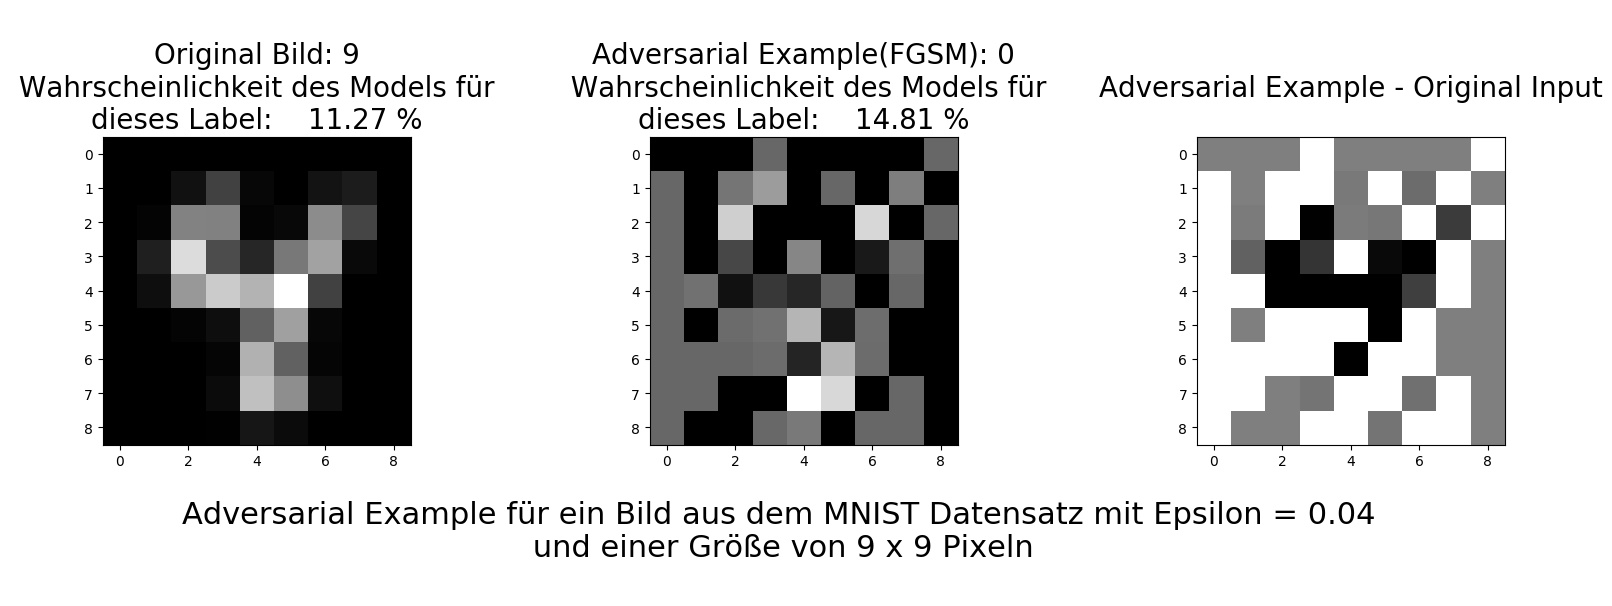 Original Bild: 9
Wahrscheinlichkeit des Models für
dieses Label: 11.27 %
0
1
2
3
4
5
6
7
8
0 2 4 6 8
Adversarial Example(FGSM): 0
Wahrscheinlichkeit des Models für
dieses Label: 14.81 %
0
1
2
3
4
5
6
7
8
0 2 4 6 8
Adversarial Example - Original Input
0
1
2
3
4
5
6
7
8
0 2 4 6 8
Adversarial Example für ein Bild aus dem MNIST Datensatz mit Epsilon = 0.04
und einer Größe von 9 x 9 Pixeln